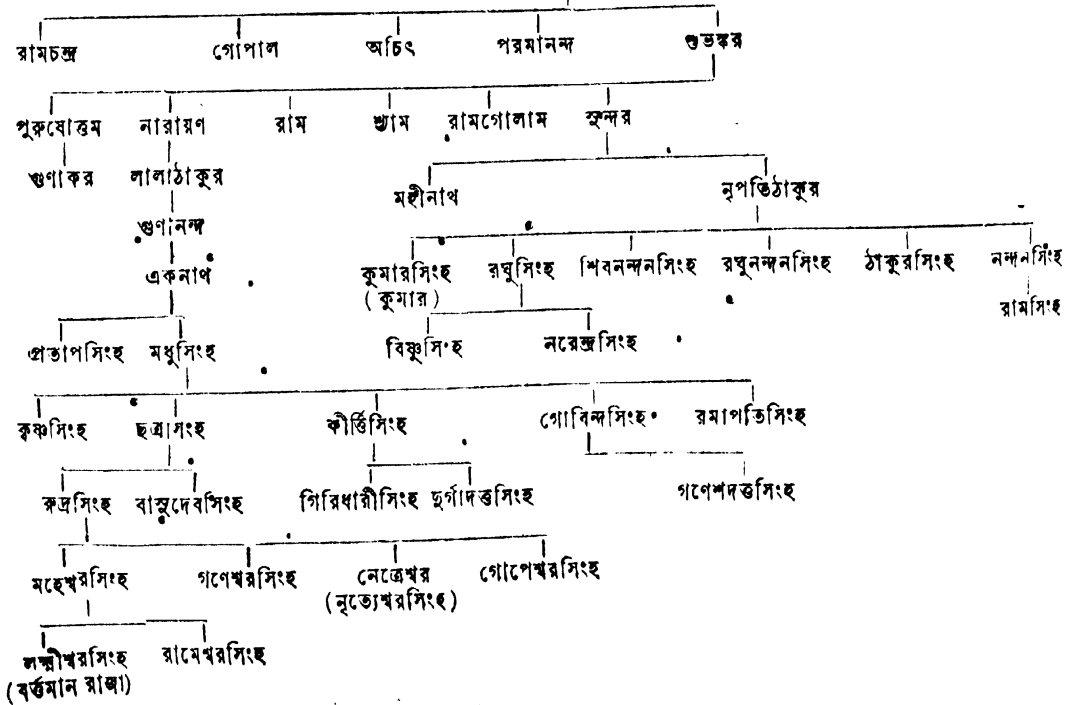 রামচন্দ্র গোপাল অচিৎ পরমানন্দ শুভঙ্কর
পুরুষোত্তম নারায়ণ রাম শ্যাম রামগোলাম সুন্দর
গুণাকর লালাঠাকুর
মহীনাথ নৃপতিঠাকুর
গুণানন্দ
একনাথ কুমারসিংহ রঘুসিংহ শিবনন্দনসিংহ রঘুনন্দনসিংহ ঠাকুরসিংহ নন্দনসিংহ
(কুমার)
রামসিংহ
প্রতাপসিংহ মধুসিংহ বিষ্ণুসিংহ নরেন্দ্রসিংহ
কৃষ্ণসিংহ ছত্রসিংহ কীর্ত্তিসিংহ গোবিন্দসিংহ রমাপতিসিংহ
রুদ্রসিংহ বাসুদেবসিংহ গিরিধারীসিংহ দুর্গাদত্তসিংহ গণেশদত্তসিংহ
মহেশ্বরসিংহ গণেশ্বরসিংহ নেত্রেশ্বর গোপেশ্বরসিংহ
(নৃত্যেশ্বরসিংহ)
লক্ষ্মীশ্বরসিংহ রামেশ্বরসিংহ
(বর্ত্তমান রাজা)